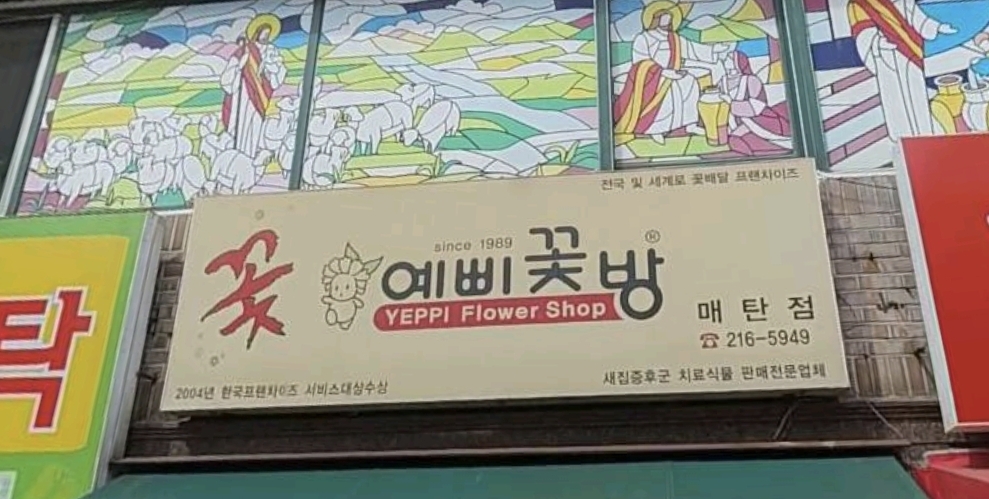 전국 및 세계로 꽃배달 프랜차이즈
꽃
since 1989
예삐꽃방®
YEPPI Flower Shop
매탄점
☎ 216-5949
2004년 한국프랜차이즈 서비스대상수상
새집증후군 치료식물 판매전문업체
탁